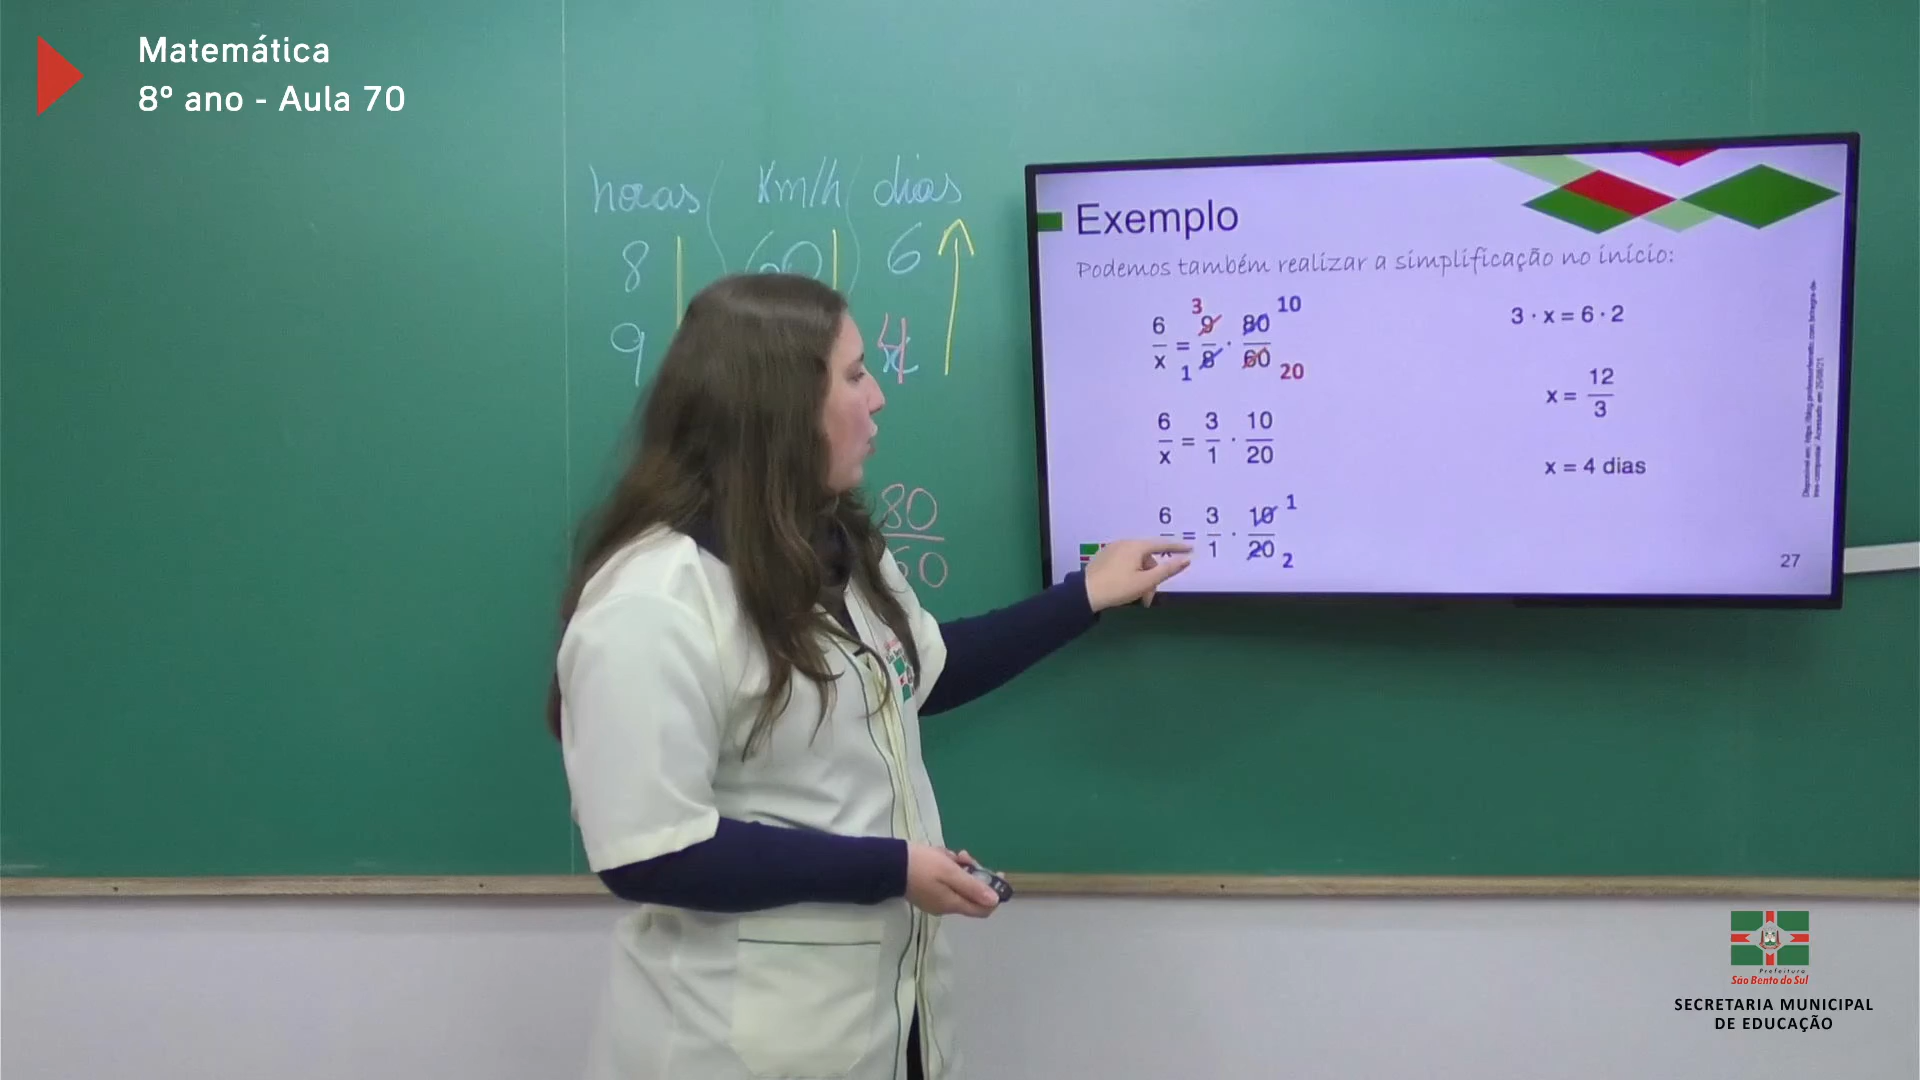 Matemática
8º ano - Aula 70
horas Km/h dias
8 60 6
9 4
80
60
Exemplo
Podemos também realizar a simplificação no início:
3 10
6/x = 9/8 · 80/60
1 20
6/x = 3/1 · 10/20
6/x = 3/1 · 10/20 1
2
3 · x = 6 · 2
x = 12/3
x = 4 dias
27
Prefeitura
São Bento do Sul
SECRETARIA MUNICIPAL
DE EDUCAÇÃO